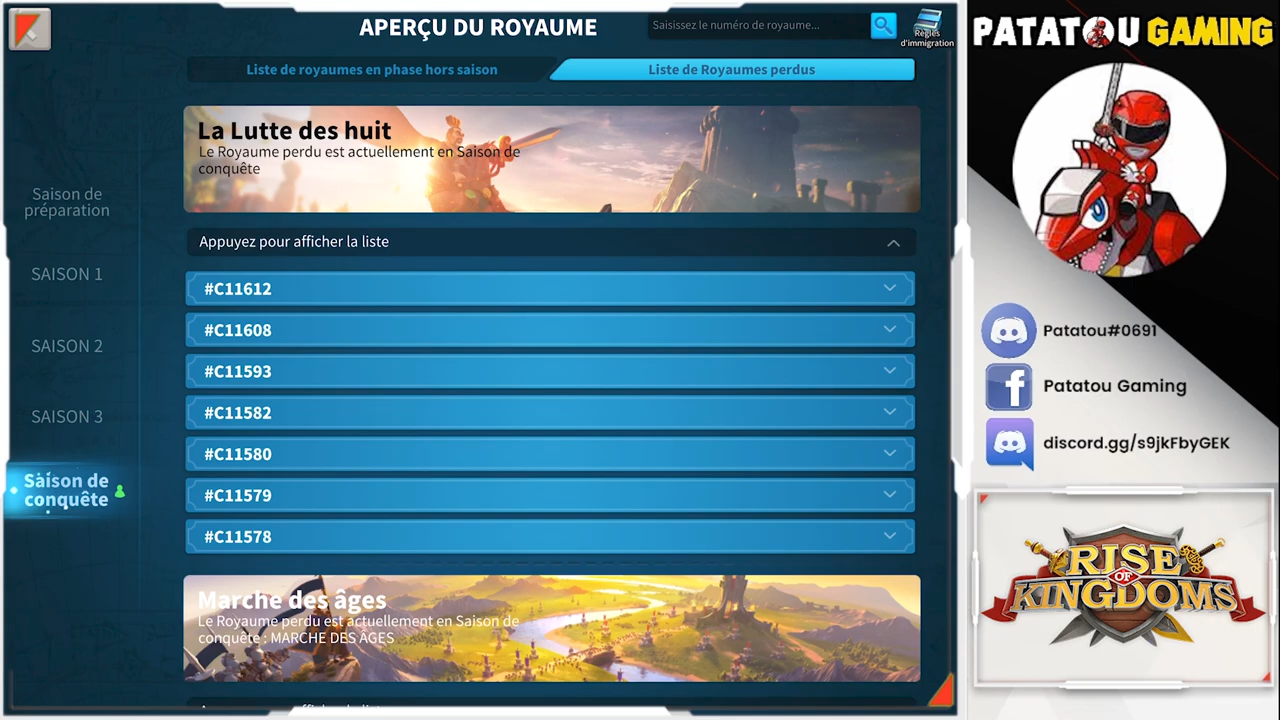 APERÇU DU ROYAUME
Saisissez le numéro de royaume...
Règles
d'immigration
Liste de royaumes en phase hors saison
Liste de Royaumes perdus
Saison de
préparation
SAISON 1
SAISON 2
SAISON 3
Saison de
conquête
La Lutte des huit
Le Royaume perdu est actuellement en Saison de
conquête
Appuyez pour afficher la liste
#C11612
#C11608
#C11593
#C11582
#C11580
#C11579
#C11578
Marche des âges
Le Royaume perdu est actuellement en Saison de
conquête : MARCHE DES ÂGES
PATATOU GAMING
Patatou#0691
Patatou Gaming
discord.gg/s9jkFbyGEK
RISE
OF
KINGDOMS